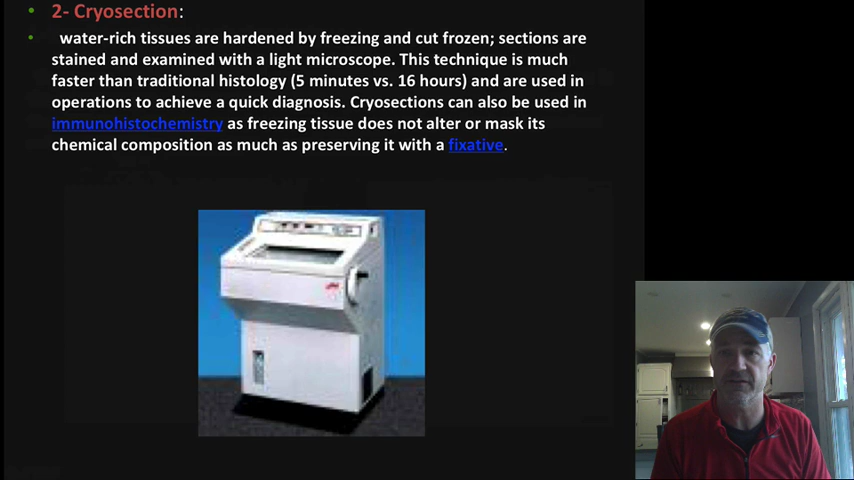 • 2- Cryosection:
• water-rich tissues are hardened by freezing and cut frozen; sections are
stained and examined with a light microscope. This technique is much
faster than traditional histology (5 minutes vs. 16 hours) and are used in
operations to achieve a quick diagnosis. Cryosections can also be used in
immunohistochemistry as freezing tissue does not alter or mask its
chemical composition as much as preserving it with a fixative.